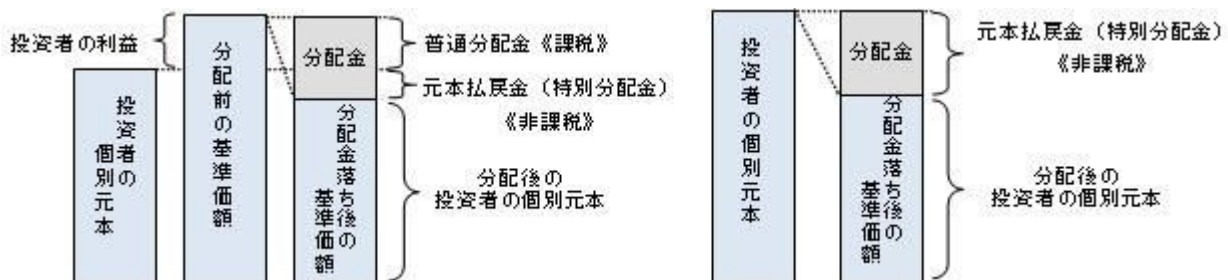 投資者の利益
投資者の
個別元本
分配前の基準価額
分配金
分配金落ち後の
基準価額
普通分配金《課税》
元本払戻金（特別分配金）
《非課税》
分配後の
投資者の個別元本
投資者の個別元本
分配金
分配金落ち後の
基準価額
元本払戻金（特別分配金）
《非課税》
分配後の
投資者の個別元本